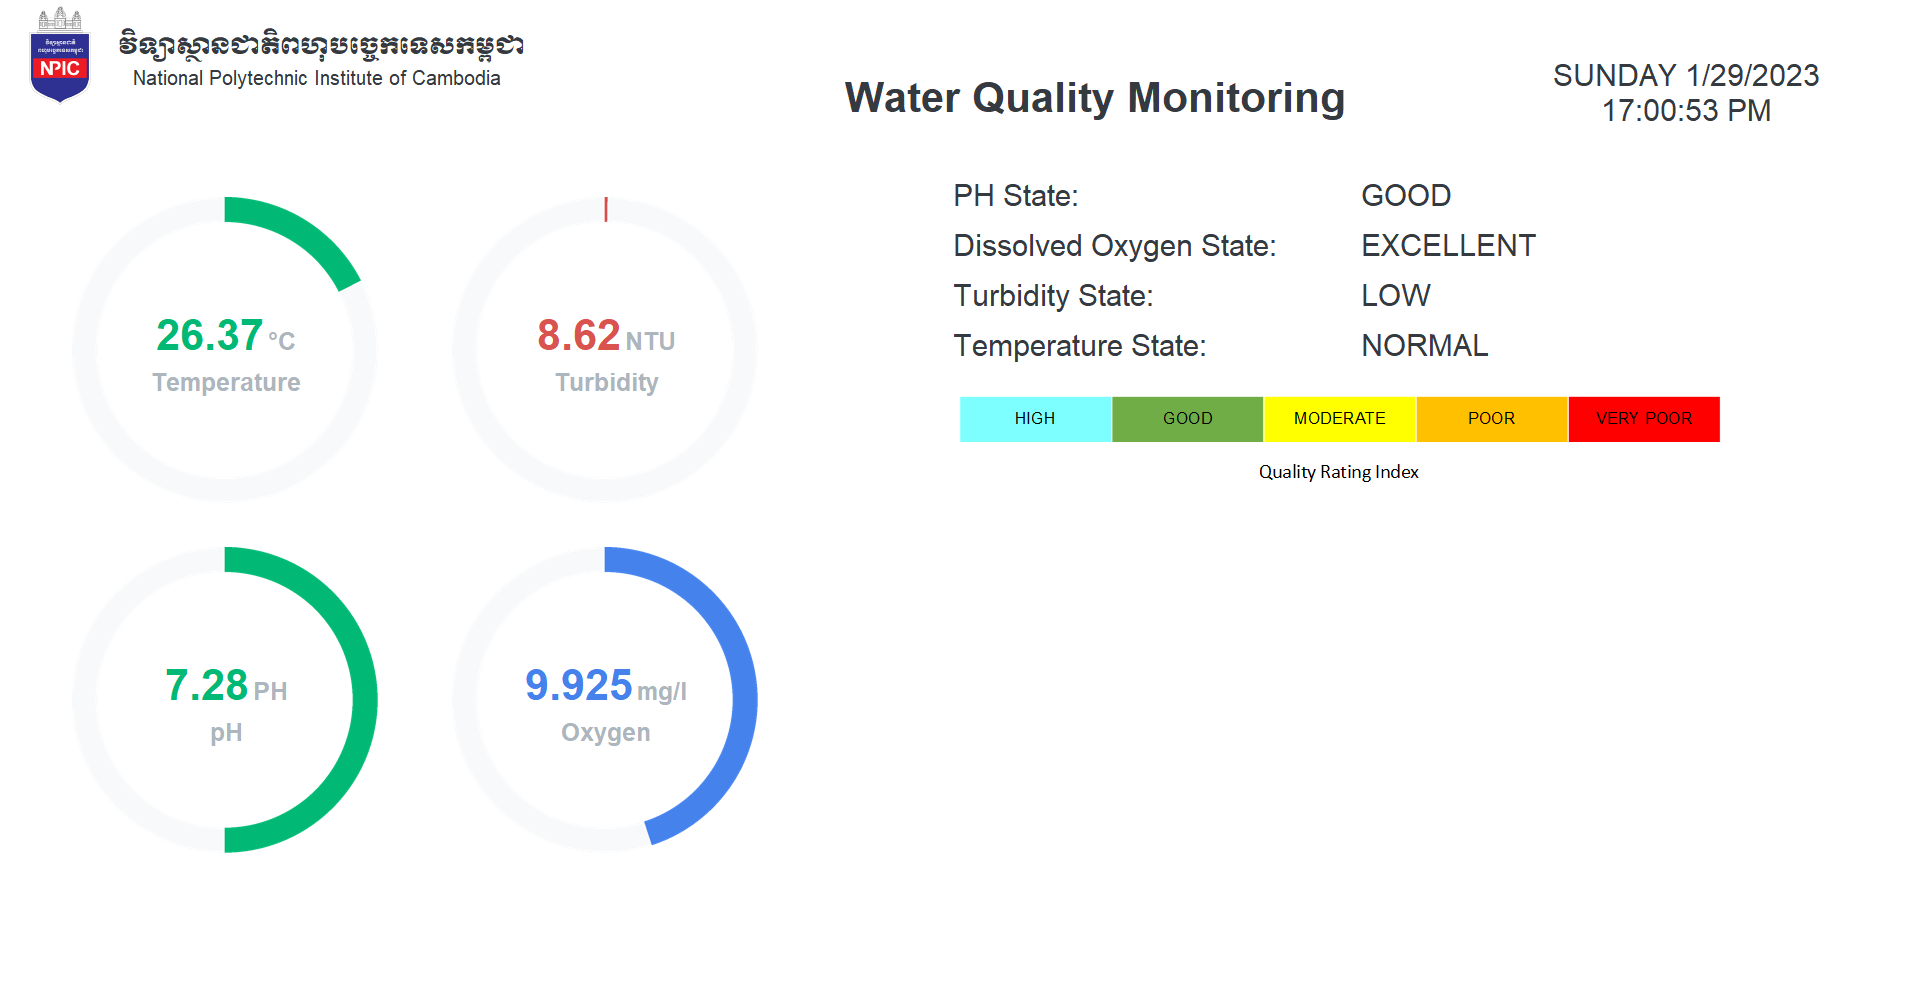 វិទ្យាស្ថានជាតិពហុបច្ចេកទេសកម្ពុជា
National Polytechnic Institute of Cambodia
NPIC
Water Quality Monitoring
SUNDAY 1/29/2023
17:00:53 PM
PH State: GOOD
Dissolved Oxygen State: EXCELLENT
Turbidity State: LOW
Temperature State: NORMAL
HIGH GOOD MODERATE POOR VERY POOR
Quality Rating Index
26.37 °C
Temperature
8.62 NTU
Turbidity
7.28 PH
pH
9.925 mg/l
Oxygen